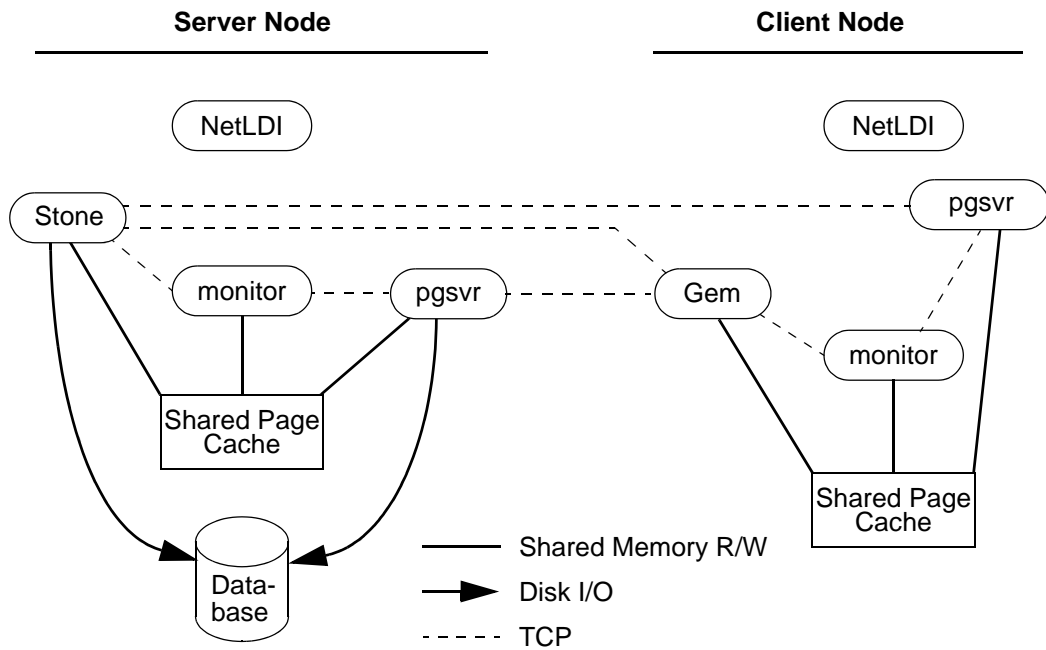 Server Node
Client Node
NetLDI
NetLDI
Stone
pgsvr
monitor
pgsvr
Gem
monitor
Shared Page
Cache
Shared Page
Cache
Data-
base
Shared Memory R/W
Disk I/O
TCP